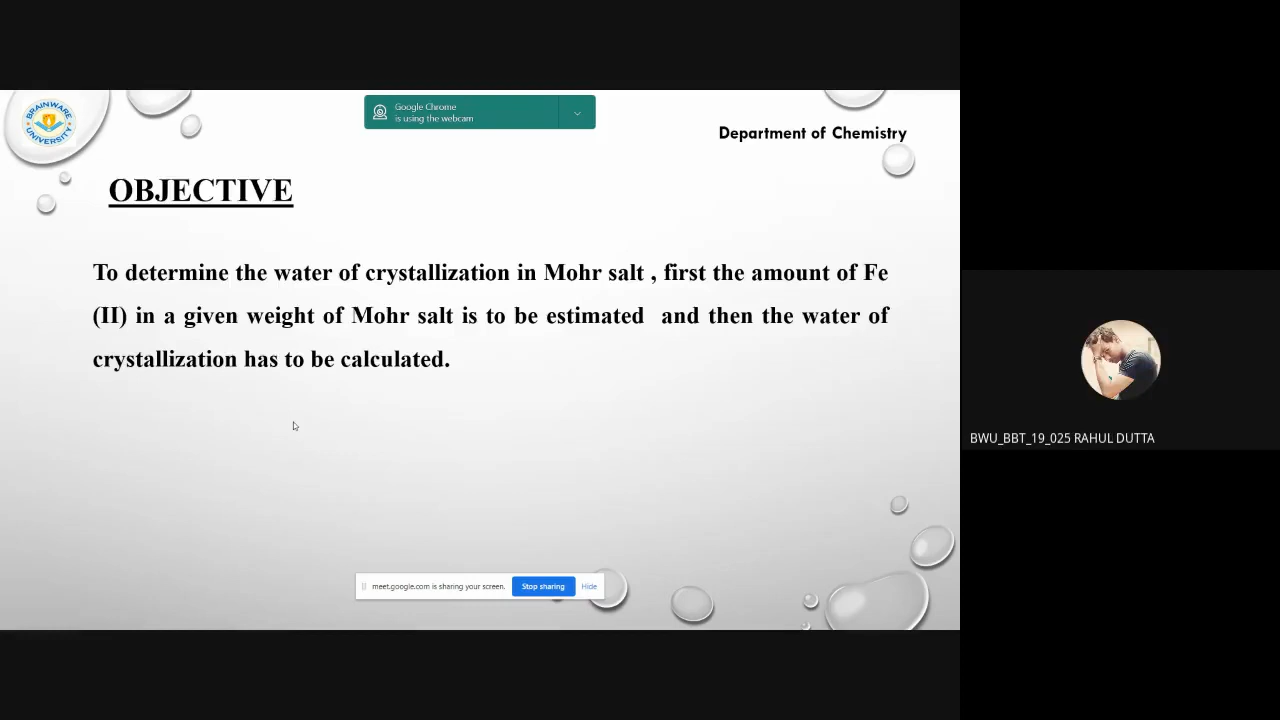 BRAINWARE UNIVERSITY
Google Chrome
is using the webcam
Department of Chemistry
OBJECTIVE
To determine the water of crystallization in Mohr salt , first the amount of Fe
(II) in a given weight of Mohr salt is to be estimated and then the water of
crystallization has to be calculated.
BWU_BBT_19_025 RAHUL DUTTA
meet.google.com is sharing your screen. Stop sharing Hide